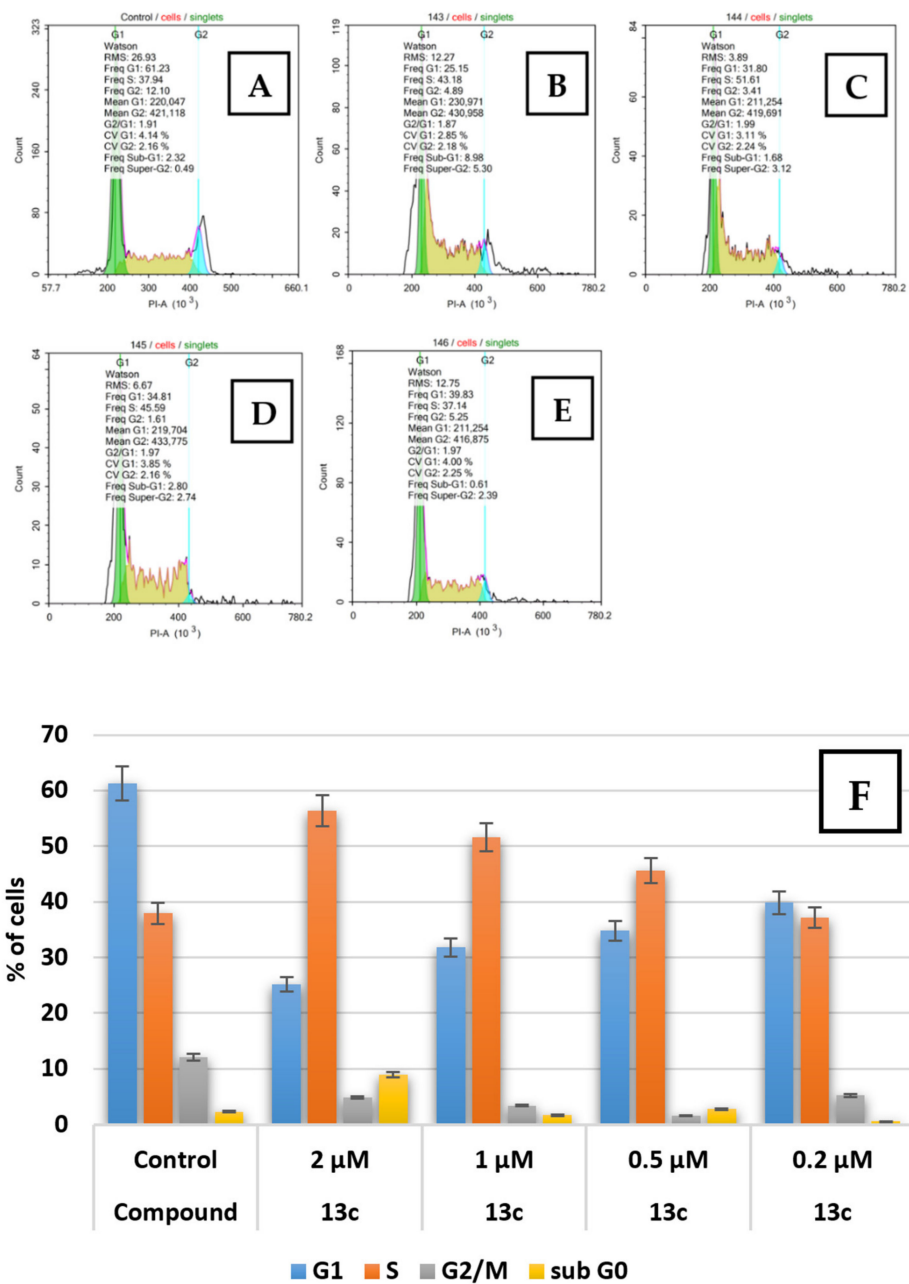 Control / cells / singlets
G1
G2
Watson
RMS: 26.93
Freq G1: 61.23
Freq S: 37.94
Freq G2: 12.10
Mean G1: 220,047
Mean G2: 421,118
G2/G1: 1.91
CV G1: 4.14 %
CV G2: 2.16 %
Freq Sub-G1: 2.32
Freq Super-G2: 0.49
A
Count
323
240
160
80
0
57.7
200
300
400
500
660.1
PI-A (10 3)
143 / cells / singlets
G1
G2
Watson
RMS: 12.27
Freq G1: 25.15
Freq S: 43.18
Freq G2: 4.89
Mean G1: 230,971
Mean G2: 430,958
G2/G1: 1.87
CV G1: 2.85 %
CV G2: 2.18 %
Freq Sub-G1: 8.98
Freq Super-G2: 5.30
B
Count
119
100
80
60
40
20
0
0
200
400
600
780.2
PI-A (10 3)
144 / cells / singlets
G1
G2
Watson
RMS: 3.89
Freq G1: 31.80
Freq S: 51.61
Freq G2: 3.41
Mean G1: 211,254
Mean G2: 419,691
G2/G1: 1.99
CV G1: 3.11 %
CV G2: 2.24 %
Freq Sub-G1: 1.68
Freq Super-G2: 3.12
C
Count
84
60
40
20
0
0
200
400
600
780.2
PI-A (10 3)
145 / cells / singlets
G1
G2
Watson
RMS: 6.67
Freq G1: 34.81
Freq S: 45.59
Freq G2: 1.61
Mean G1: 219,704
Mean G2: 433,775
G2/G1: 1.97
CV G1: 3.85 %
CV G2: 2.16 %
Freq Sub-G1: 2.80
Freq Super-G2: 2.74
D
Count
64
50
40
30
20
10
0
0
200
400
600
780.2
PI-A (10 3)
146 / cells / singlets
G1
G2
Watson
RMS: 12.75
Freq G1: 39.83
Freq S: 37.14
Freq G2: 5.25
Mean G1: 211,254
Mean G2: 416,875
G2/G1: 1.97
CV G1: 4.00 %
CV G2: 2.25 %
Freq Sub-G1: 0.61
Freq Super-G2: 2.39
E
Count
168
120
80
40
0
0
200
400
600
780.2
PI-A (10 3)
F
% of cells
70
60
50
40
30
20
10
0
Control 2 μM 1 μM 0.5 μM 0.2 μM
Compound 13c 13c 13c 13c
G1 S G2/M sub G0